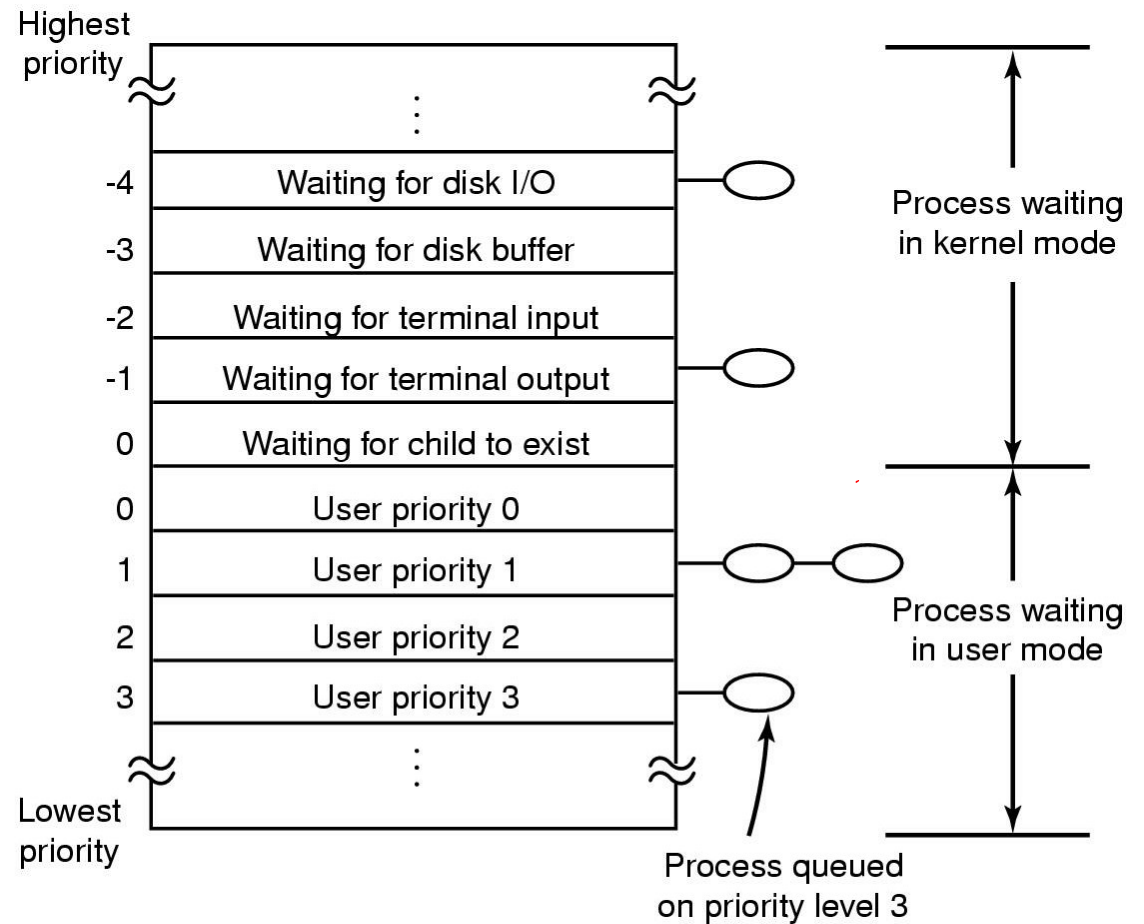 Highest
priority
⋮
-4 Waiting for disk I/O
-3 Waiting for disk buffer
-2 Waiting for terminal input
-1 Waiting for terminal output
0 Waiting for child to exist
0 User priority 0
1 User priority 1
2 User priority 2
3 User priority 3
⋮
Lowest
priority
Process waiting
in kernel mode
Process waiting
in user mode
Process queued
on priority level 3